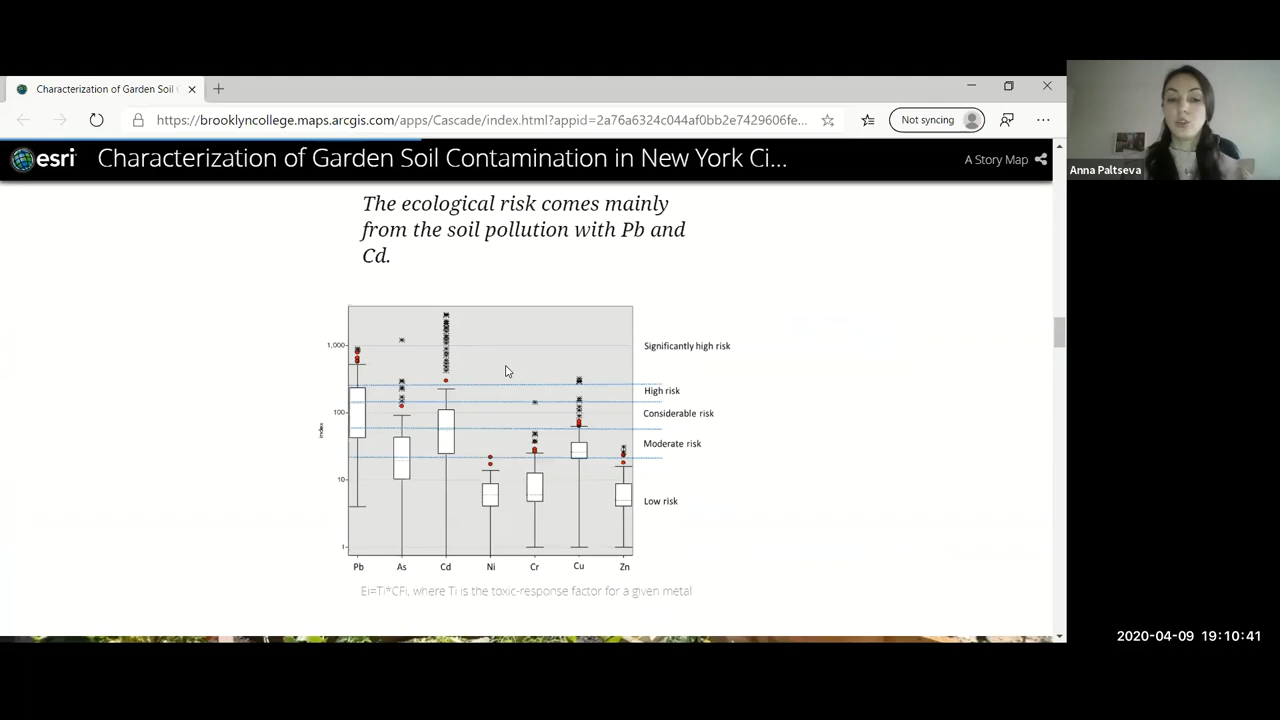 Characterization of Garden Soil
https://brooklyncollege.maps.arcgis.com/apps/Cascade/index.html?appid=2a76a6324c044af0bb2e7429606fe...
Not syncing
esri
Characterization of Garden Soil Contamination in New York Ci...
A Story Map
Anna Paltseva
The ecological risk comes mainly
from the soil pollution with Pb and
Cd.
1,000
100
10
1
index
Significantly high risk
High risk
Considerable risk
Moderate risk
Low risk
Pb As Cd Ni Cr Cu Zn
Ei=Ti*CFi, where Ti is the toxic-response factor for a given metal
2020-04-09 19:10:41